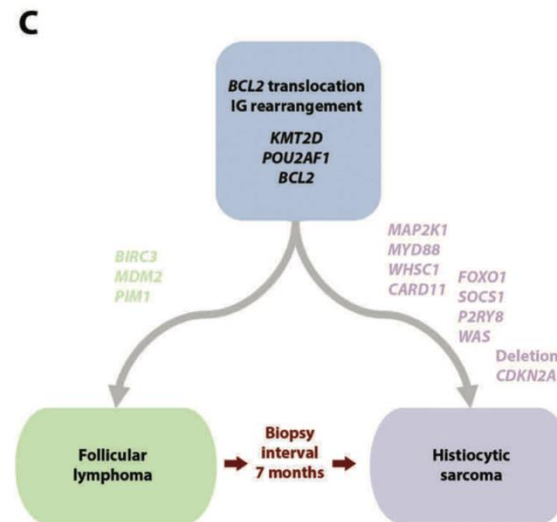 C
BCL2 translocation
IG rearrangement
KMT2D
POU2AF1
BCL2
BIRC3
MDM2
PIM1
MAP2K1
MYD88
WHSC1
CARD11
FOXO1
SOCS1
P2RY8
WAS
Deletion
CDKN2A
Follicular
lymphoma
Biopsy
interval
7 months
Histiocytic
sarcoma